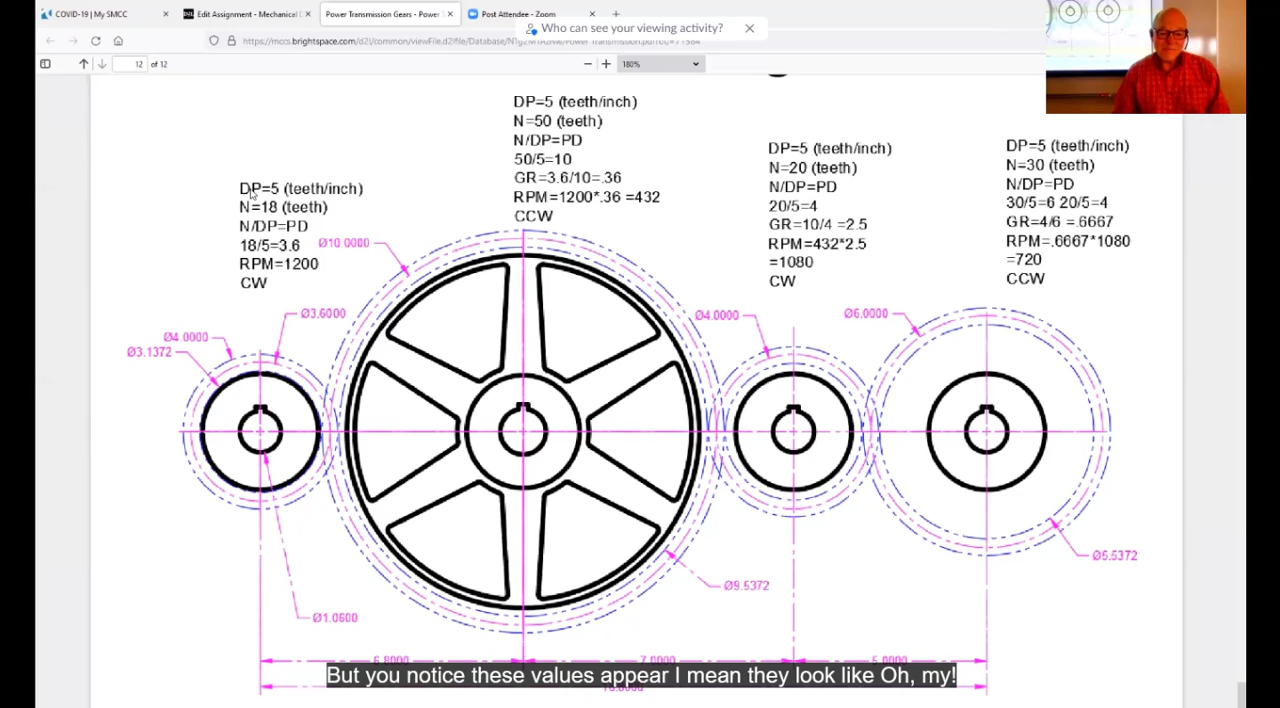 COVID-19 | My SMCC
Edit Assignment - Mechanical
Power Transmission Gears - Power
Post Attendee - Zoom
Who can see your viewing activity?
12 of 12
180%
DP=5 (teeth/inch)
N=18 (teeth)
N/DP=PD
18/5=3.6
RPM=1200
CW
DP=5 (teeth/inch)
N=50 (teeth)
N/DP=PD
50/5=10
GR=3.6/10=.36
RPM=1200*.36 =432
CCW
DP=5 (teeth/inch)
N=20 (teeth)
N/DP=PD
20/5=4
GR=10/4 =2.5
RPM=432*2.5
=1080
CW
DP=5 (teeth/inch)
N=30 (teeth)
N/DP=PD
30/5=6 20/5=4
GR=4/6 =.6667
RPM=.6667*1080
=720
CCW
Ø10.0000
Ø3.6000
Ø4.0000
Ø3.1372
Ø4.0000
Ø6.0000
Ø5.5372
Ø9.5372
Ø1.0600
6.8000
7.0000
5.0000
But you notice these values appear I mean they look like Oh, my!